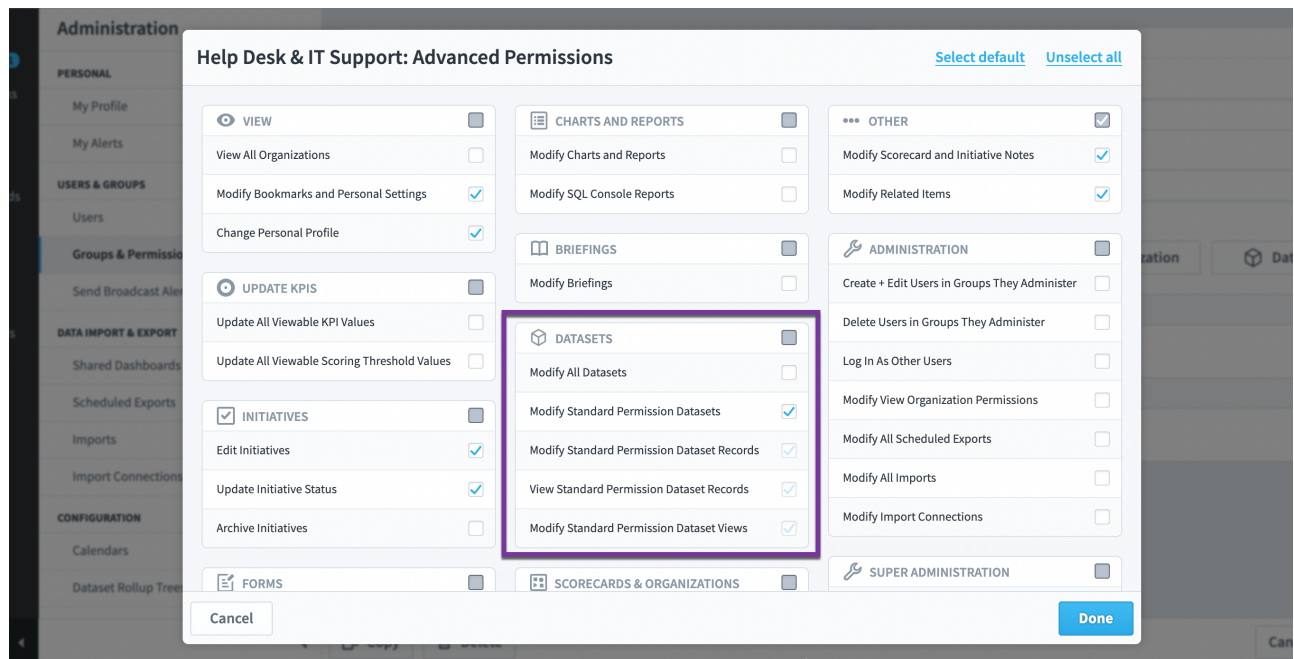 Administration
PERSONAL
My Profile
My Alerts
USERS & GROUPS
Users
Groups & Permissio
Send Broadcast Aler
DATA IMPORT & EXPORT
Shared Dashboards
Scheduled Exports
Imports
Import Connections
CONFIGURATION
Calendars
Dataset Rollup Tree
Help Desk & IT Support: Advanced Permissions
Select default
Unselect all
VIEW
View All Organizations
Modify Bookmarks and Personal Settings
Change Personal Profile
UPDATE KPIS
Update All Viewable KPI Values
Update All Viewable Scoring Threshold Values
INITIATIVES
Edit Initiatives
Update Initiative Status
Archive Initiatives
FORMS
CHARTS AND REPORTS
Modify Charts and Reports
Modify SQL Console Reports
BRIEFINGS
Modify Briefings
DATASETS
Modify All Datasets
Modify Standard Permission Datasets
Modify Standard Permission Dataset Records
View Standard Permission Dataset Records
Modify Standard Permission Dataset Views
SCORECARDS & ORGANIZATIONS
OTHER
Modify Scorecard and Initiative Notes
Modify Related Items
ADMINISTRATION
Create + Edit Users in Groups They Administer
Delete Users in Groups They Administer
Log In As Other Users
Modify View Organization Permissions
Modify All Scheduled Exports
Modify All Imports
Modify Import Connections
SUPER ADMINISTRATION
Cancel
Done
zation
Dat
Copy
Delete
Can